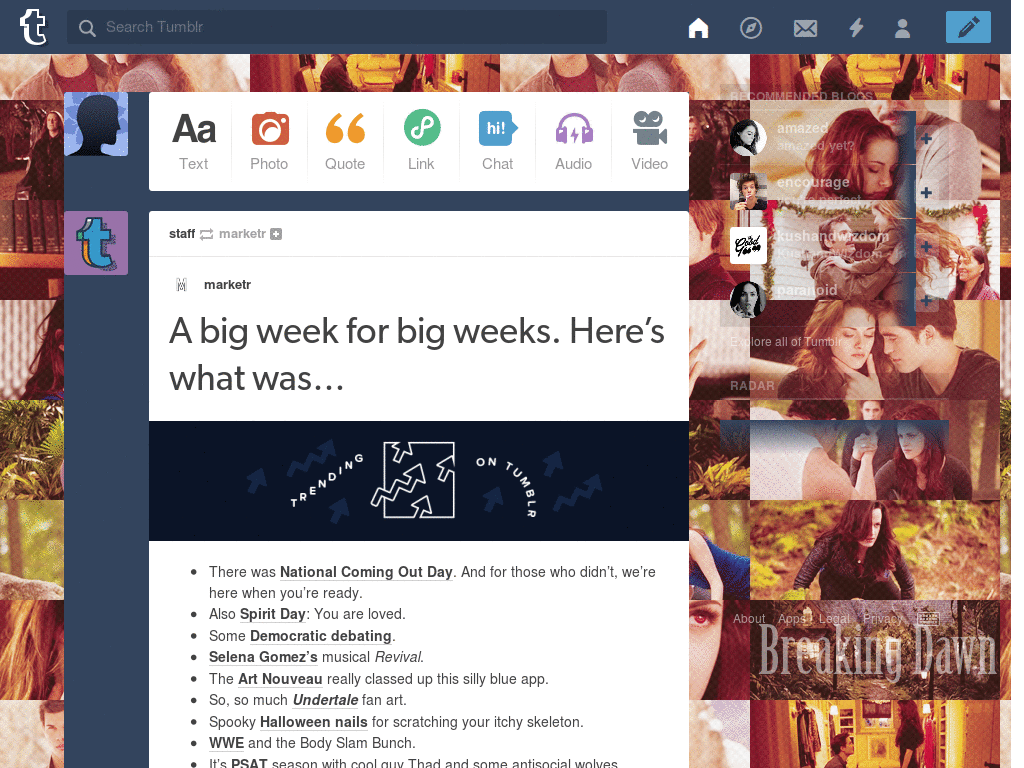 t
Search Tumblr
Aa
hi!
Text Photo Quote Link Chat Audio Video
RECOMMENDED BLOGS
amazed
amazed yet?
encourage
kushandwizdom
Kushandwizdom
paranoid
Explore all of Tumblr
RADAR
staff marketr
marketr
A big week for big weeks. Here’s
what was…
TRENDING ON TUMBLR
There was National Coming Out Day. And for those who didn’t, we’re
here when you’re ready.
Also Spirit Day: You are loved.
Some Democratic debating.
Selena Gomez’s musical Revival.
The Art Nouveau really classed up this silly blue app.
So, so much Undertale fan art.
Spooky Halloween nails for scratching your itchy skeleton.
WWE and the Body Slam Bunch.
It’s PSAT season with cool guy Thad and some antisocial wolves.
About Apps Legal Privacy
Breaking Dawn